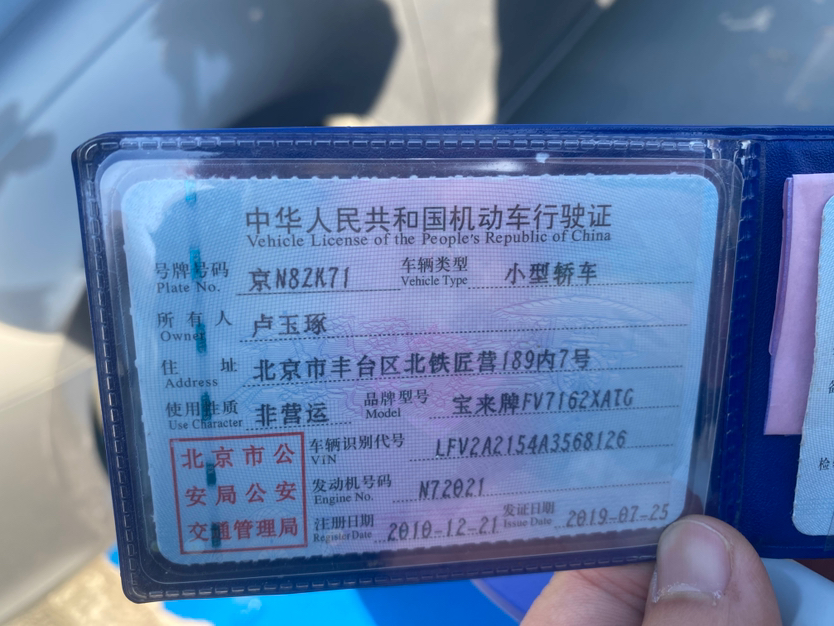 中华人民共和国机动车行驶证
Vehicle License of the People's Republic of China
号牌号码 京N82K71 车辆类型 小型轿车
Plate No. Vehicle Type
所有人 卢玉琢
Owner
住址 北京市丰台区北铁匠营189内7号
Address
使用性质 非营运 品牌型号 宝来牌FV7162XATG
Use Character Model
北京市公
安局公安
交通管理局
车辆识别代号 LFV2A2154A3568126
VIN
发动机号码 N72021
Engine No.
注册日期 2010-12-21 发证日期 2019-07-25
Register Date Issue Date